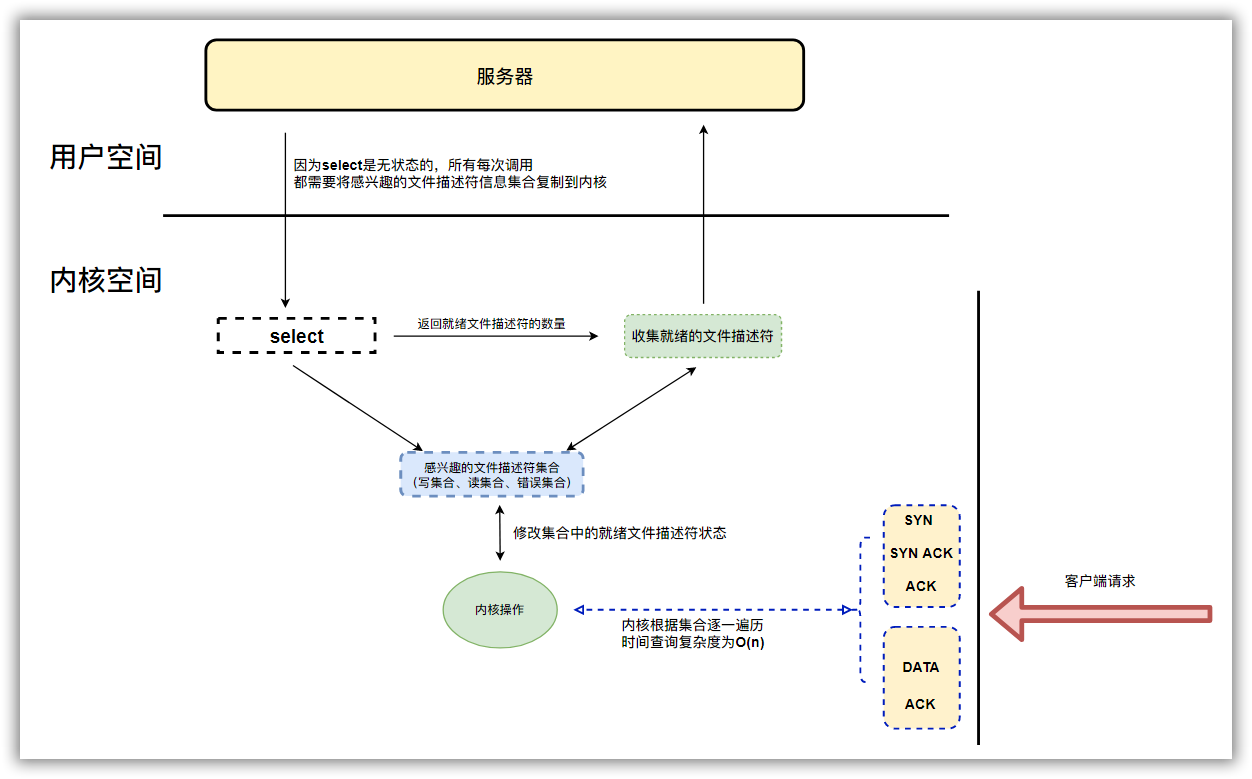 服务器
用户空间
因为select是无状态的，所有每次调用
都需要将感兴趣的文件描述符信息集合复制到内核
内核空间
select
返回就绪文件描述符的数量
收集就绪的文件描述符
感兴趣的文件描述符集合
（写集合、读集合、错误集合）
修改集合中的就绪文件描述符状态
内核操作
内核根据集合逐一遍历
时间查询复杂度为O(n)
SYN
SYN ACK
ACK
DATA
ACK
客户端请求